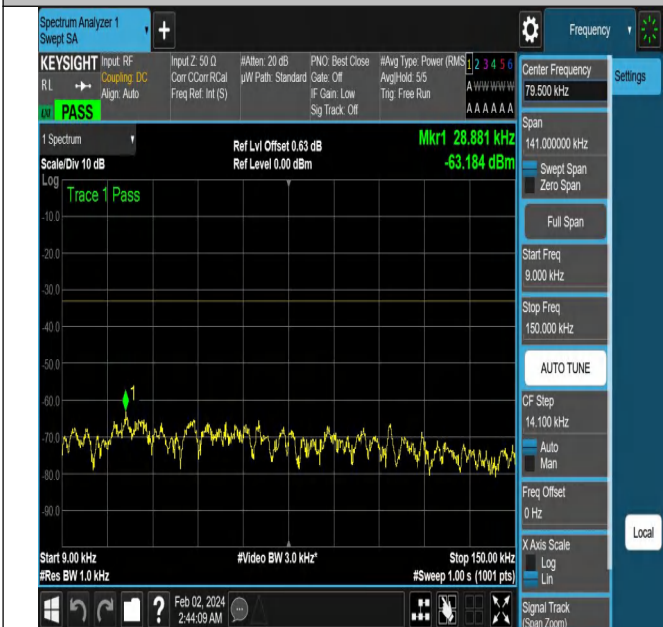 Spectrum Analyzer 1
Swept SA
+
Frequency
KEYSIGHT
RL
PASS
Input: RF
Coupling: DC
Align: Auto
Input Z: 50 Ω
Corr CCorr RCal
Freq Ref: Int (S)
#Atten: 20 dB
µW Path: Standard
PNO: Best Close
Gate: Off
IF Gain: Low
Sig Track: Off
#Avg Type: Power (RMS
Avg|Hold: 5/5
Trig: Free Run
1 2 3 4 5 6
A W W W W W
A A A A A A
1 Spectrum
Scale/Div 10 dB
Log
Ref Lvl Offset 0.63 dB
Ref Level 0.00 dBm
Mkr1 28.881 kHz
-63.184 dBm
Trace 1 Pass
-10.0
-20.0
-30.0
-40.0
-50.0
-60.0
-70.0
-80.0
-90.0
1
Start 9.00 kHz
#Res BW 1.0 kHz
#Video BW 3.0 kHz*
Stop 150.00 kHz
#Sweep 1.00 s (1001 pts)
?
Feb 02, 2024
2:44:09 AM
Center Frequency
79.500 kHz
Settings
Span
141.000000 kHz
Swept Span
Zero Span
Full Span
Start Freq
9.000 kHz
Stop Freq
150.000 kHz
AUTO TUNE
CF Step
14.100 kHz
Auto
Man
Freq Offset
0 Hz
Local
X Axis Scale
Log
Lin
Signal Track
(Span Zoom)